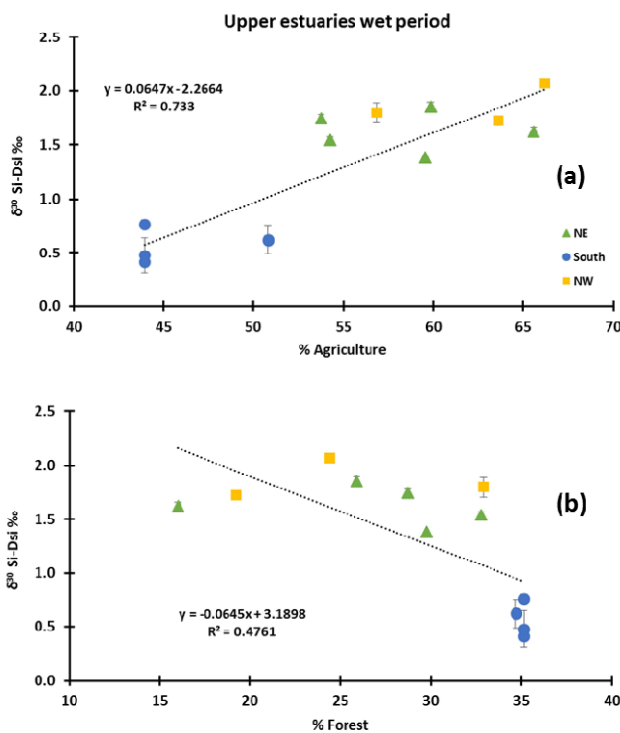 Upper estuaries wet period
2.5
2.0
1.5
1.0
0.5
0.0
δ³⁰ Si-Dsi ‰
y = 0.0647x - 2.2664
R² = 0.733
(a)
NE
South
NW
40 45 50 55 60 65 70
% Agriculture
2.5
2.0
1.5
1.0
0.5
0.0
δ³⁰ Si-Dsi ‰
(b)
y = -0.0645x + 3.1898
R² = 0.4761
10 15 20 25 30 35 40
% Forest